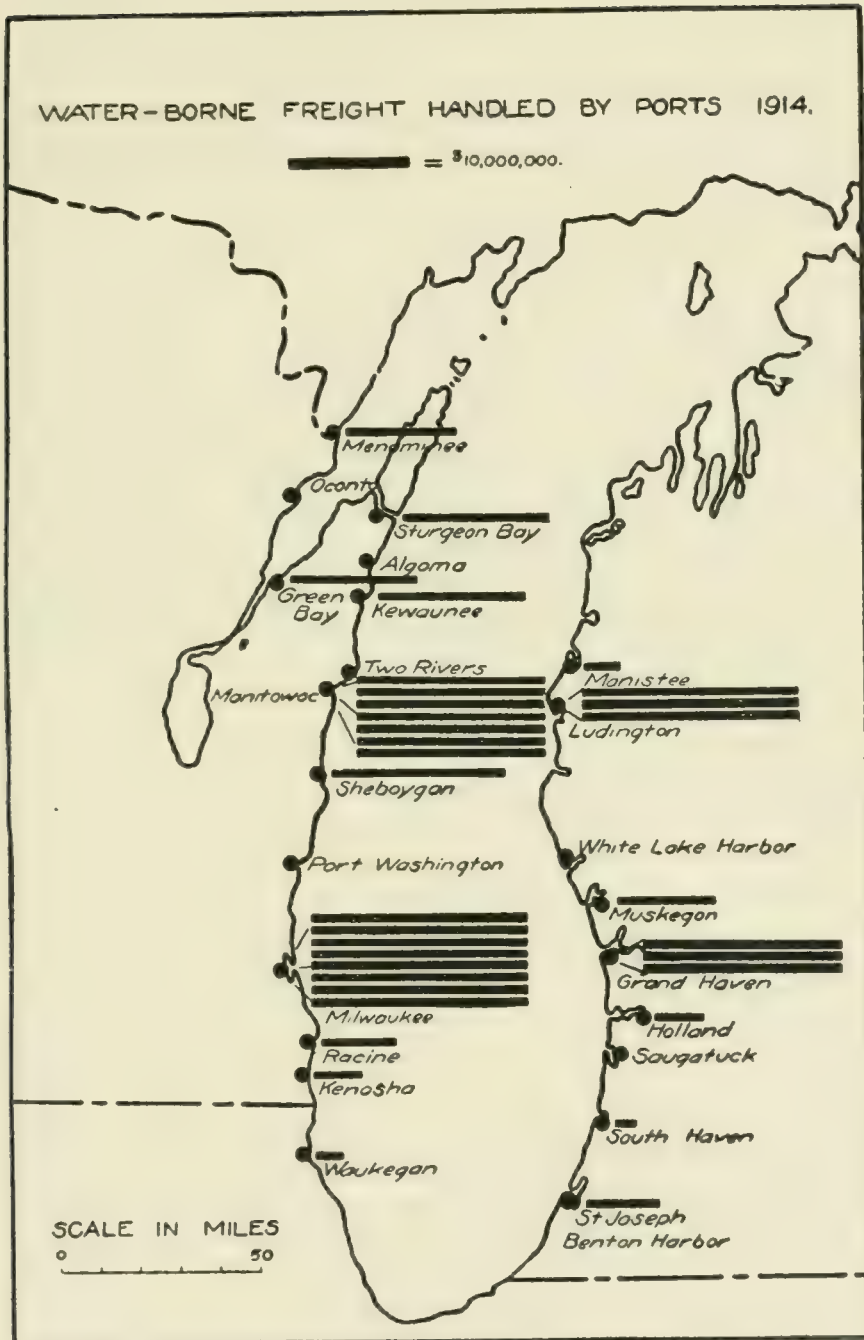 WATER-BORNE FREIGHT HANDLED BY PORTS 1914.
= $10,000,000.
Menominee
Oconto
Sturgeon Bay
Algoma
Green
Bay
Kewaunee
Two Rivers
Manitowoc
Manistee
Ludington
Sheboygan
White Lake Harbor
Port Washington
Muskegon
Grand Haven
Milwaukee
Holland
Racine
Saugatuck
Kenosha
South Haven
Waukegan
St Joseph
Benton Harbor
SCALE IN MILES
0 50